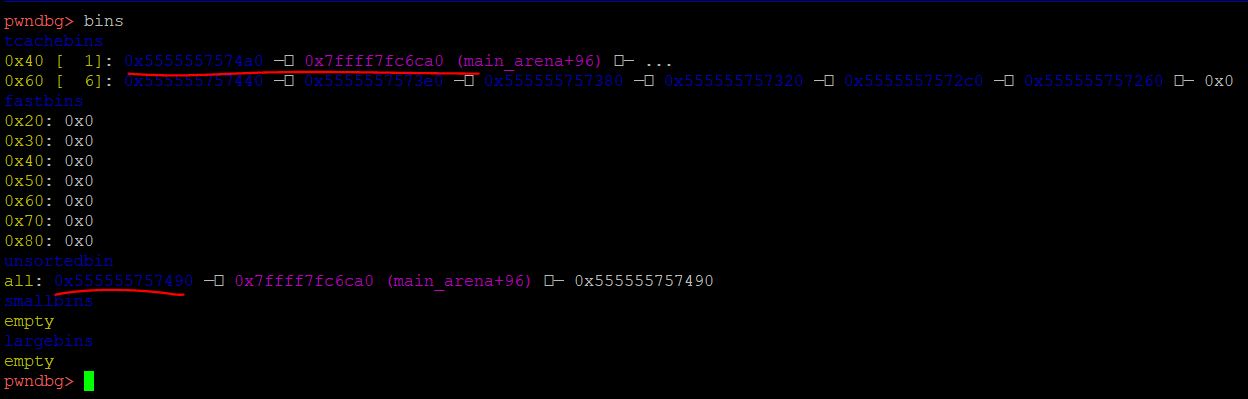 pwndbg> bins
tcachebins
0x40 [  1]: 0x5555557574a0 —▸ 0x7ffff7fc6ca0 (main_arena+96) ◂— ...
0x60 [  6]: 0x555555757440 —▸ 0x5555557573e0 —▸ 0x555555757380 —▸ 0x555555757320 —▸ 0x5555557572c0 —▸ 0x555555757260 ◂— 0x0
fastbins
0x20: 0x0
0x30: 0x0
0x40: 0x0
0x50: 0x0
0x60: 0x0
0x70: 0x0
0x80: 0x0
unsortedbin
all: 0x555555757490 —▸ 0x7ffff7fc6ca0 (main_arena+96) ◂— 0x555555757490
smallbins
empty
largebins
empty
pwndbg>